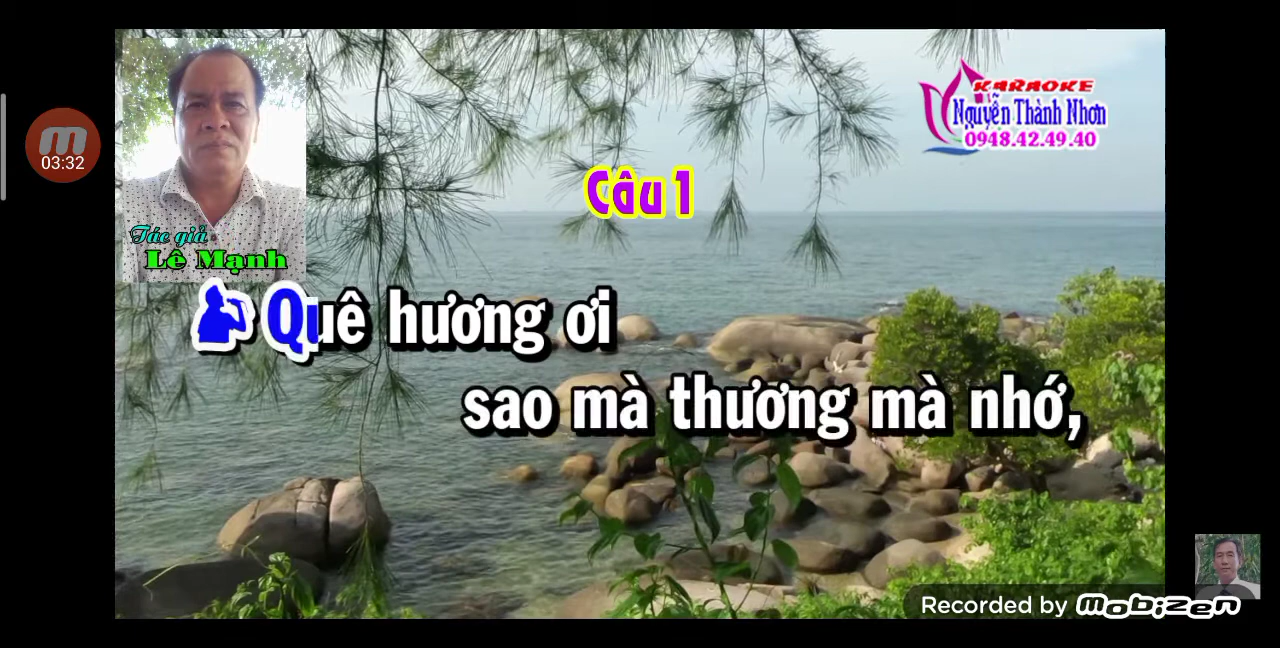 03:32
Tác giả
Lê Mạnh
KARAOKE
Nguyễn Thành Nhơn
0948.42.49.40
Câu 1
Quê hương ơi
sao mà thương mà nhớ,
Recorded by mobizen